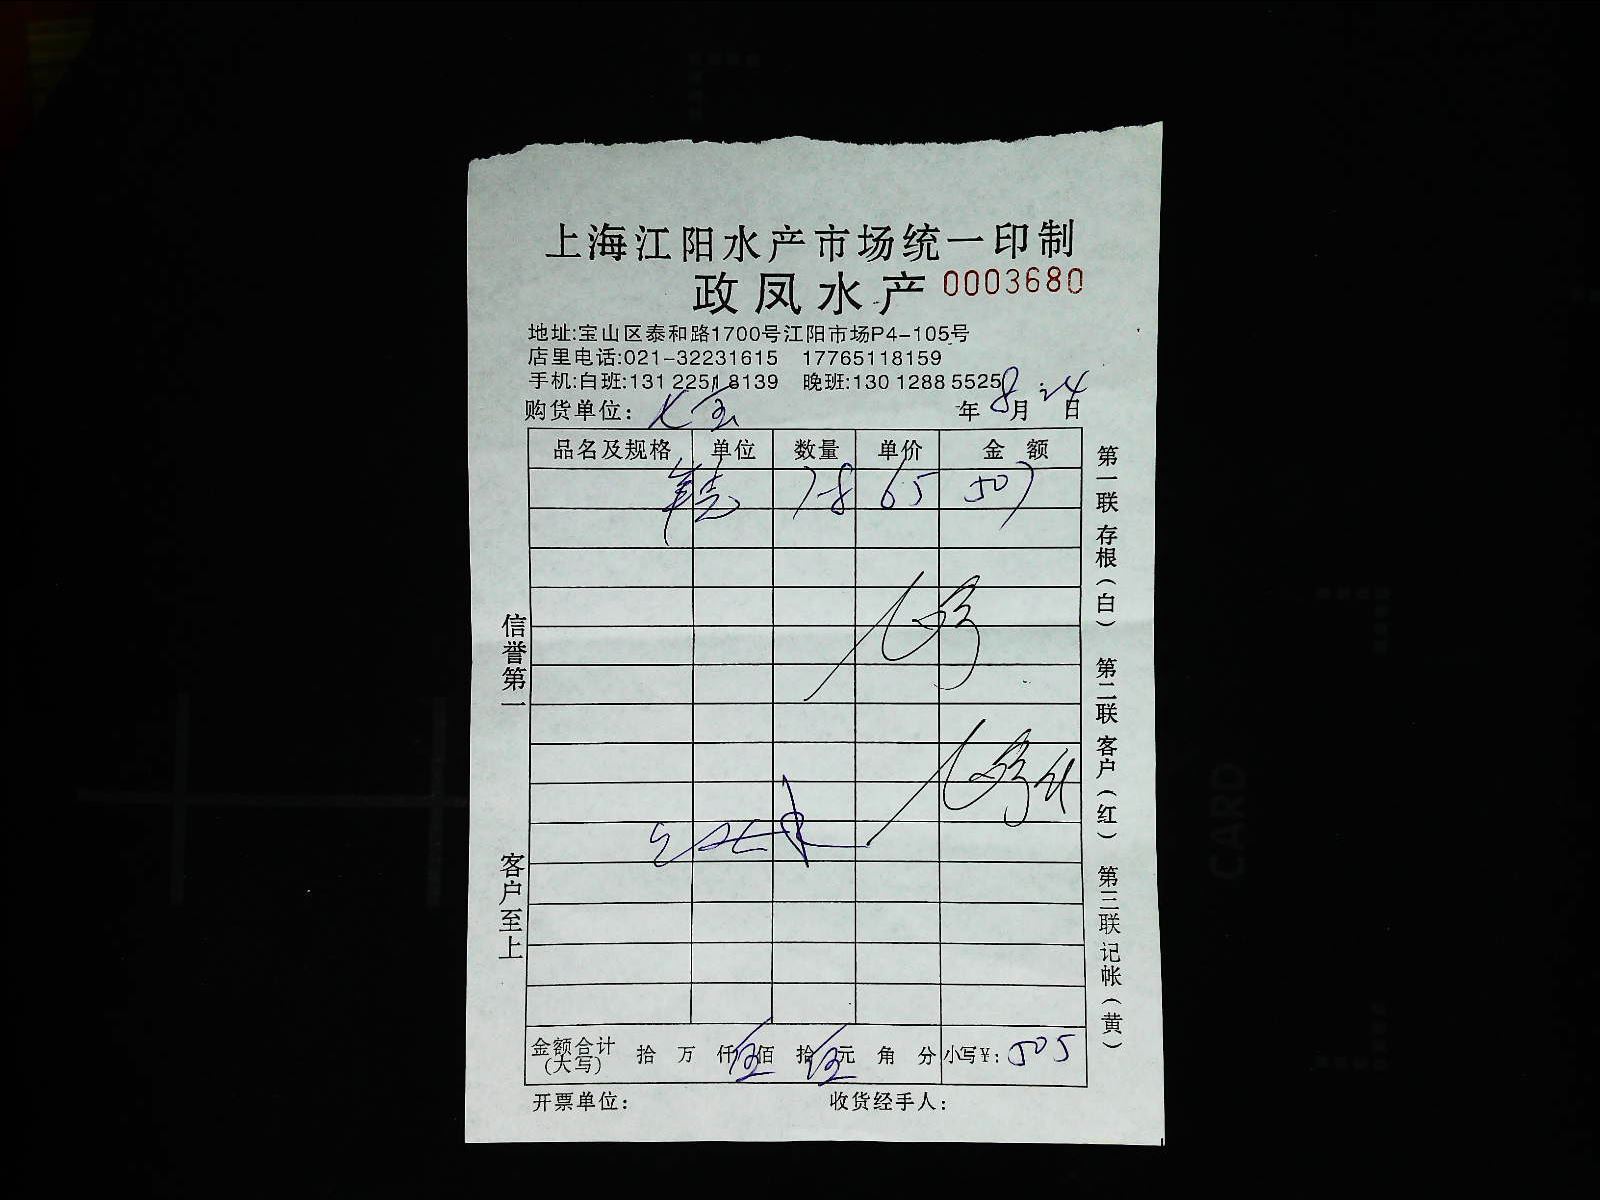 上海江阳水产市场统一印制
政凤水产 0003680
地址:宝山区泰和路1700号江阳市场P4-105号
店里电话:021-32231615 17765118159
手机:白班:131 2251 8139 晚班:130 1288 5525
购货单位: 年 8 月 24 日
品名及规格 单位 数量 单价 金额
7-8 65 507
信誉第一
客户至上
第一联存根(白) 第二联客户(红) 第三联记帐(黄)
金额合计(大写) 拾 万 仟 伍 佰 拾 伍 元 角 分 小写¥: 505
开票单位: 收货经手人: